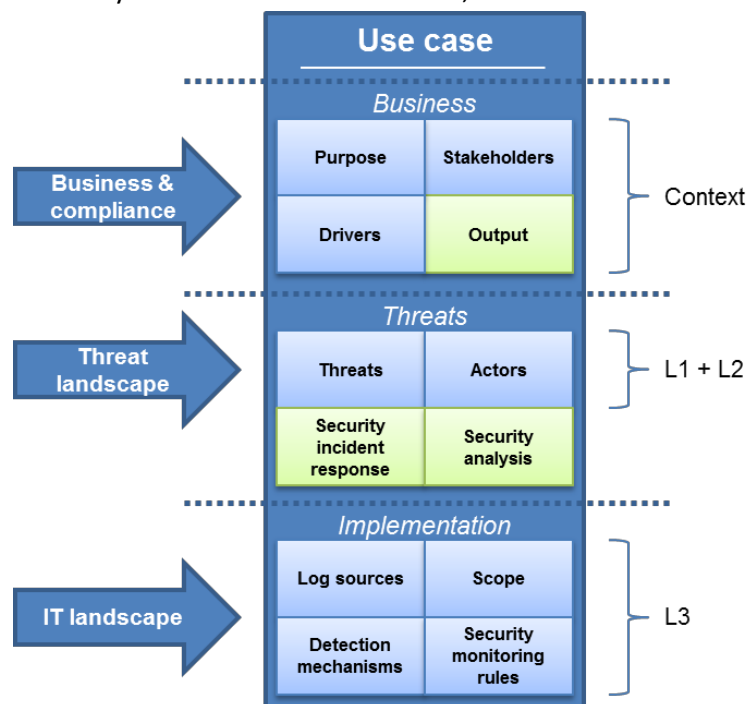 Use case
Business
Business &
compliance
Purpose
Stakeholders
Drivers
Output
Context
Threats
Threat
landscape
Threats
Actors
L1 + L2
Security
incident
response
Security
analysis
Implementation
IT landscape
Log sources
Scope
Detection
mechanisms
Security
monitoring
rules
L3